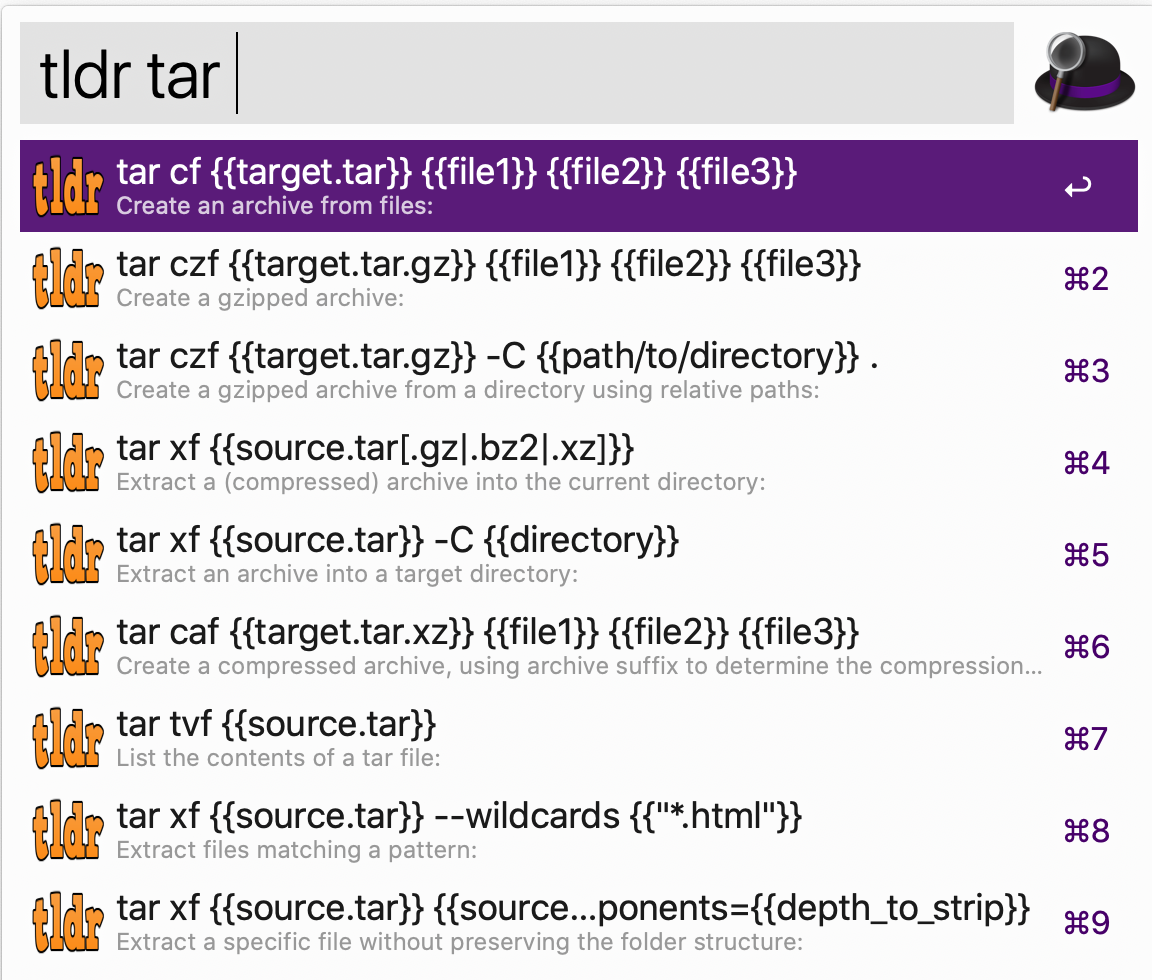 tldr tar
tldr
tar cf {{target.tar}} {{file1}} {{file2}} {{file3}}
Create an archive from files:
tldr
tar czf {{target.tar.gz}} {{file1}} {{file2}} {{file3}}
Create a gzipped archive:
⌘2
tldr
tar czf {{target.tar.gz}} -C {{path/to/directory}} .
Create a gzipped archive from a directory using relative paths:
⌘3
tldr
tar xf {{source.tar[.gz|.bz2|.xz]}}
Extract a (compressed) archive into the current directory:
⌘4
tldr
tar xf {{source.tar}} -C {{directory}}
Extract an archive into a target directory:
⌘5
tldr
tar caf {{target.tar.xz}} {{file1}} {{file2}} {{file3}}
Create a compressed archive, using archive suffix to determine the compression...
⌘6
tldr
tar tvf {{source.tar}}
List the contents of a tar file:
⌘7
tldr
tar xf {{source.tar}} --wildcards {{"*.html"}}
Extract files matching a pattern:
⌘8
tldr
tar xf {{source.tar}} {{source...ponents={{depth_to_strip}}
Extract a specific file without preserving the folder structure:
⌘9